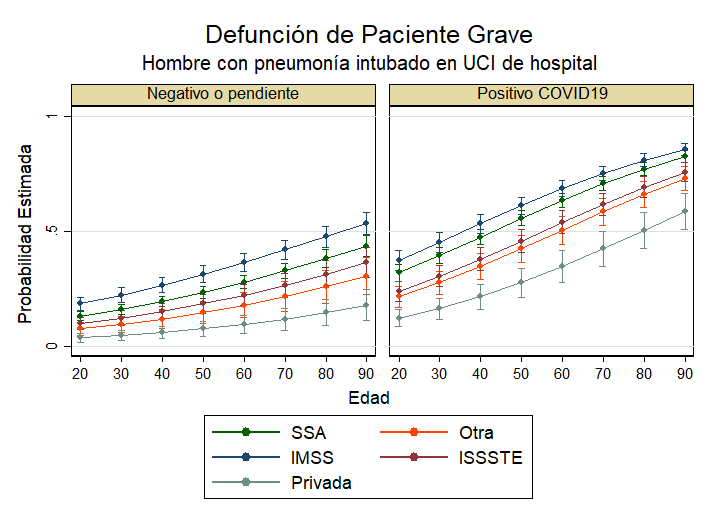 Defunción de Paciente Grave
Hombre con pneumonía intubado en UCI de hospital
Negativo o pendiente
Positivo COVID19
Probabilidad Estimada
1
.5
0
20 30 40 50 60 70 80 90
20 30 40 50 60 70 80 90
Edad
SSA Otra
IMSS ISSSTE
Privada